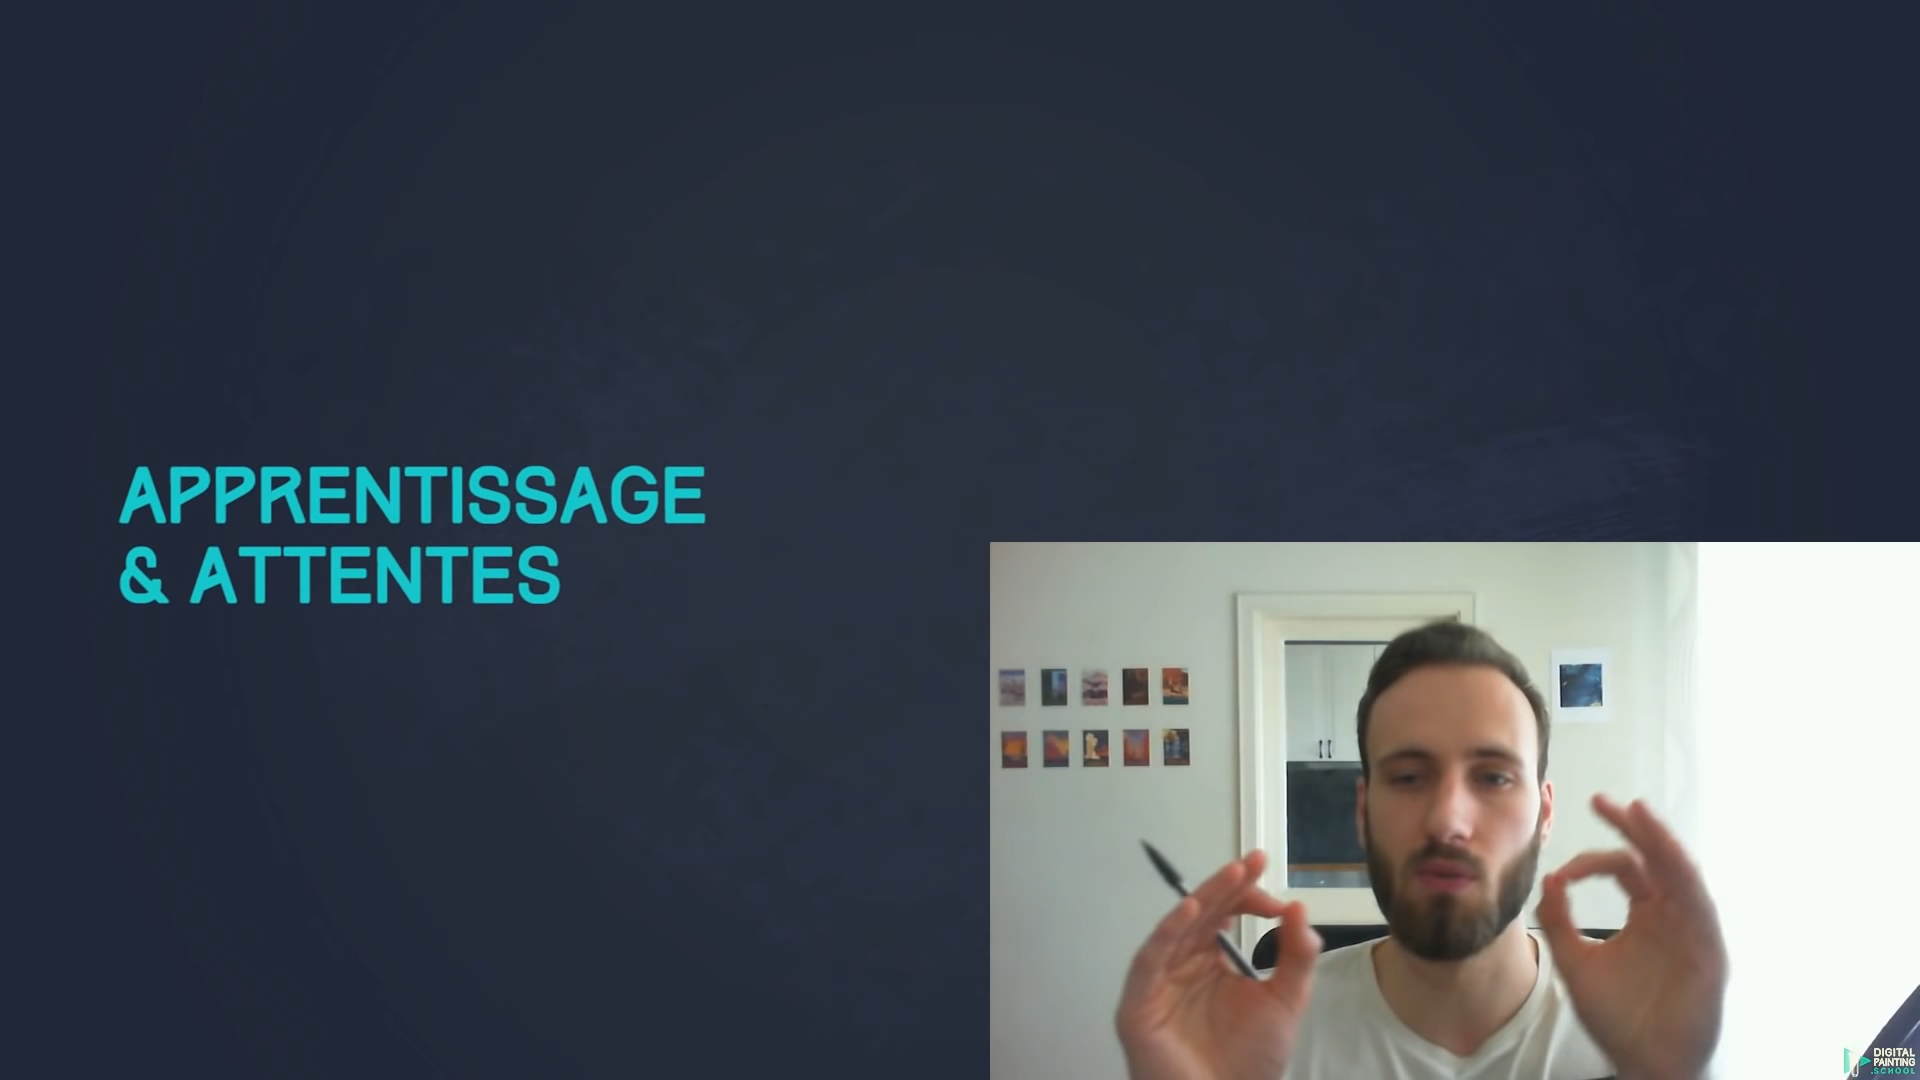 APPRENTISSAGE
& ATTENTES
DIGITAL
PAINTING
.SCHOOL